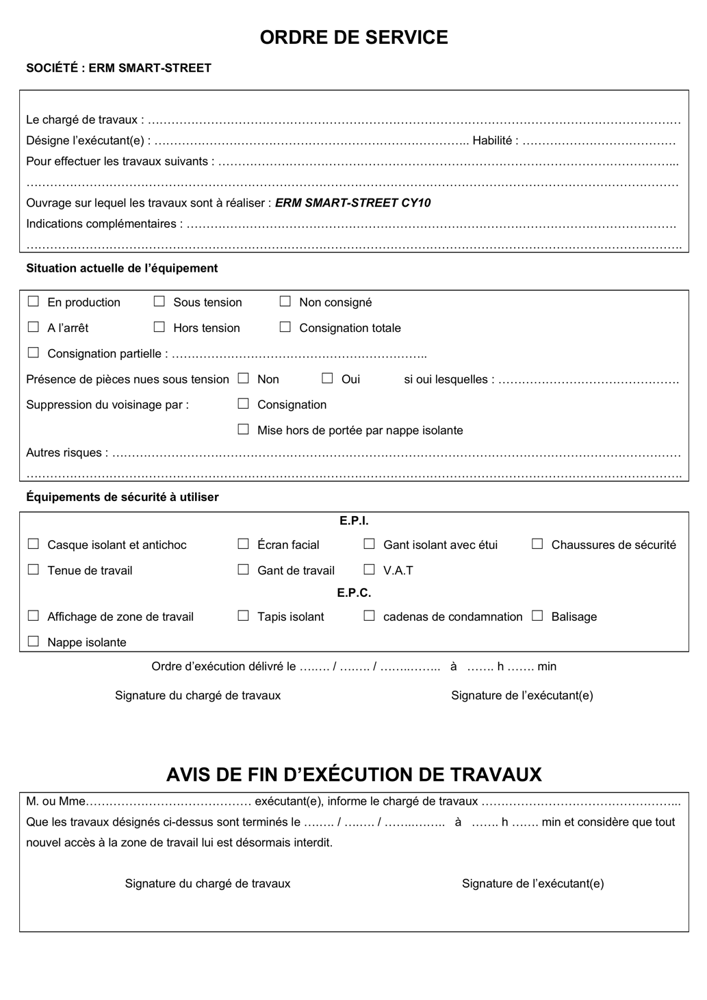 ORDRE DE SERVICE
SOCIÉTÉ : ERM SMART-STREET
Le chargé de travaux : ……………………………………………………………………………………………………………………
Désigne l’exécutant(e) : …………………………………………………………………….. Habilité : …………………………………
Pour effectuer les travaux suivants : ……………………………………………………………………………………………………...
…………………………………………………………………………………………………………………………………………………
Ouvrage sur lequel les travaux sont à réaliser : ERM SMART-STREET CY10
Indications complémentaires : …………………………………………………………………………………………………………….
………………………………………………………………………………………………………………………………………………….
Situation actuelle de l’équipement
☐ En production ☐ Sous tension ☐ Non consigné
☐ A l’arrêt ☐ Hors tension ☐ Consignation totale
☐ Consignation partielle : ………………………………………………………..
Présence de pièces nues sous tension ☐ Non ☐ Oui si oui lesquelles : ……………………………………….
Suppression du voisinage par : ☐ Consignation
☐ Mise hors de portée par nappe isolante
Autres risques : ………………………………………………………………………………………………………………………………
………………………………………………………………………………………………………………………………………………….
Équipements de sécurité à utiliser
E.P.I.
☐ Casque isolant et antichoc ☐ Écran facial ☐ Gant isolant avec étui ☐ Chaussures de sécurité
☐ Tenue de travail ☐ Gant de travail ☐ V.A.T
E.P.C.
☐ Affichage de zone de travail ☐ Tapis isolant ☐ cadenas de condamnation ☐ Balisage
☐ Nappe isolante
Ordre d’exécution délivré le …..… / ……. / ……..…….. à ……. h ……. min
Signature du chargé de travaux Signature de l’exécutant(e)
AVIS DE FIN D’EXÉCUTION DE TRAVAUX
M. ou Mme…………………………………… exécutant(e), informe le chargé de travaux …………………………………………...
Que les travaux désignés ci-dessus sont terminés le ……. / ……. / ……..…….. à ……. h ……. min et considère que tout
nouvel accès à la zone de travail lui est désormais interdit.
Signature du chargé de travaux Signature de l’exécutant(e)